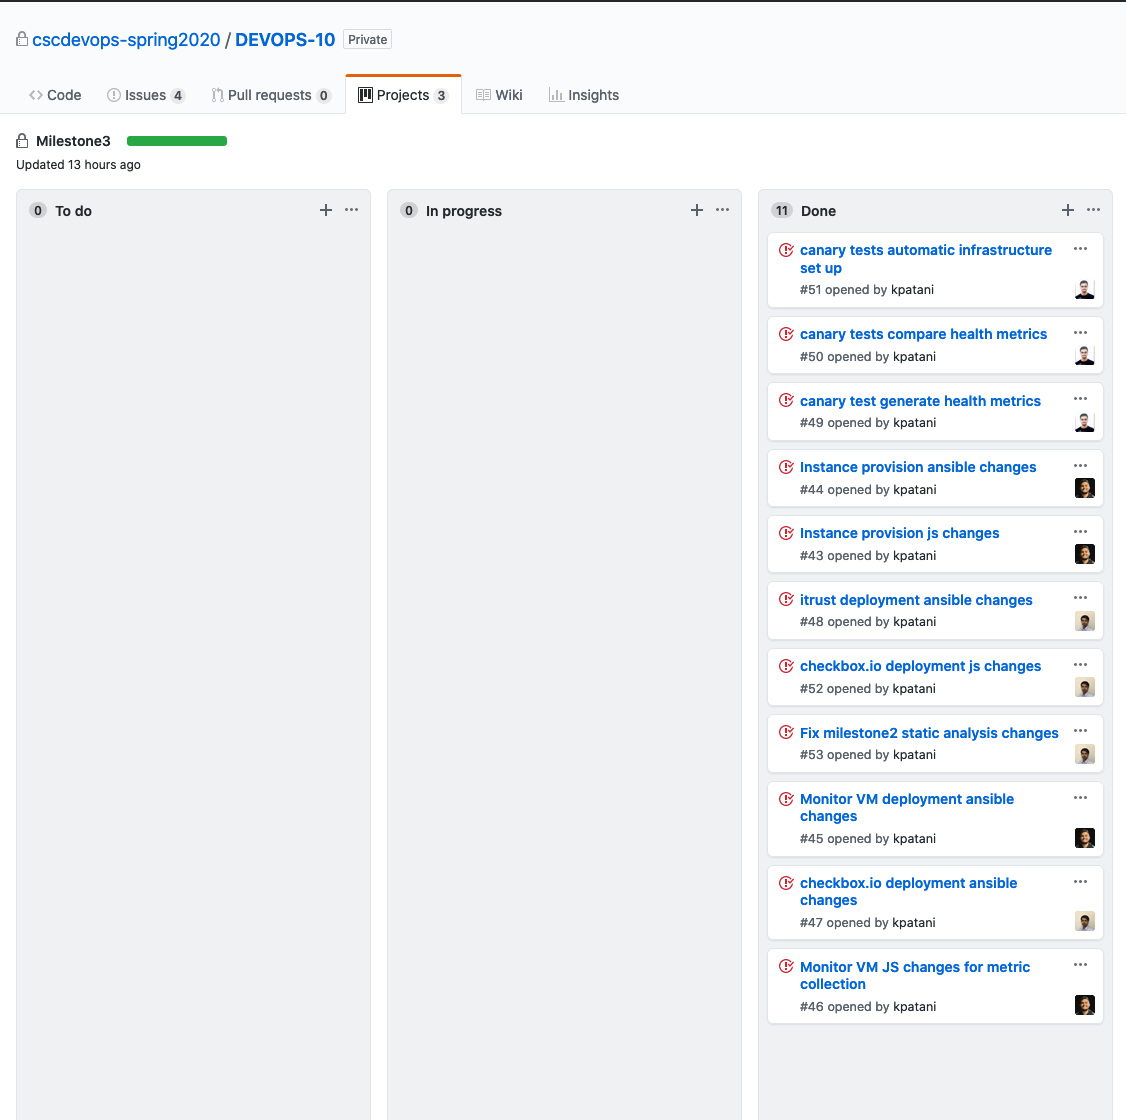 cscdevops-spring2020 / DEVOPS-10 Private
Code Issues 4 Pull requests 0 Projects 3 Wiki Insights
Milestone3
Updated 13 hours ago
0 To do
0 In progress
11 Done
canary tests automatic infrastructure
set up
#51 opened by kpatani
canary tests compare health metrics
#50 opened by kpatani
canary test generate health metrics
#49 opened by kpatani
Instance provision ansible changes
#44 opened by kpatani
Instance provision js changes
#43 opened by kpatani
itrust deployment ansible changes
#48 opened by kpatani
checkbox.io deployment js changes
#52 opened by kpatani
Fix milestone2 static analysis changes
#53 opened by kpatani
Monitor VM deployment ansible
changes
#45 opened by kpatani
checkbox.io deployment ansible
changes
#47 opened by kpatani
Monitor VM JS changes for metric
collection
#46 opened by kpatani